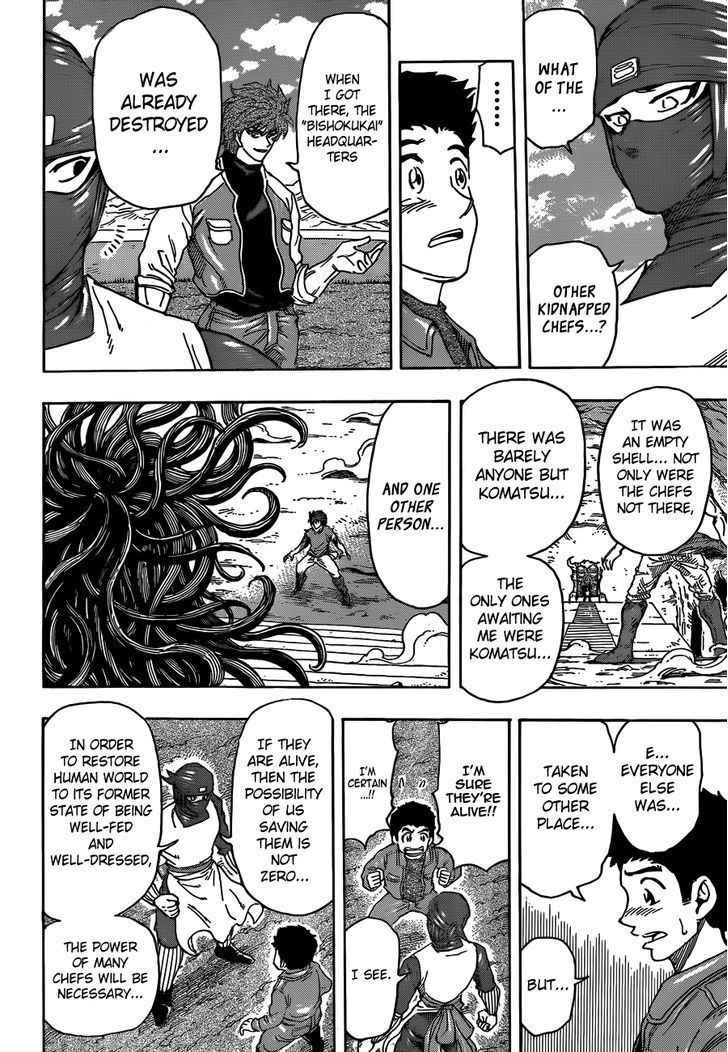 WHAT
OF THE
...
OTHER
KIDNAPPED
CHEFS...?
......
WHEN
I GOT
THERE, THE
"BISHOKUKAI"
HEADQUAR-
TERS
WAS
ALREADY
DESTROYED
...
IT WAS
AN EMPTY
SHELL... NOT
ONLY WERE
THE CHEFS
NOT THERE,
THERE WAS
BARELY
ANYONE BUT
KOMATSU...
THE
ONLY ONES
AWAITING
ME WERE
KOMATSU...
AND ONE
OTHER
PERSON...
E...
EVERYONE
ELSE
WAS...
TAKEN
TO SOME
OTHER
PLACE...
BUT...
I'M
SURE
THEY'RE
ALIVE!!
I'M
CERTAIN
...!!
I SEE.
IF THEY
ARE ALIVE,
THEN THE
POSSIBILITY
OF US
SAVING
THEM IS
NOT
ZERO...
IN ORDER
TO RESTORE
HUMAN WORLD
TO ITS FORMER
STATE OF BEING
WELL-FED
AND
WELL-DRESSED,
THE POWER
OF MANY
CHEFS WILL BE
NECESSARY...